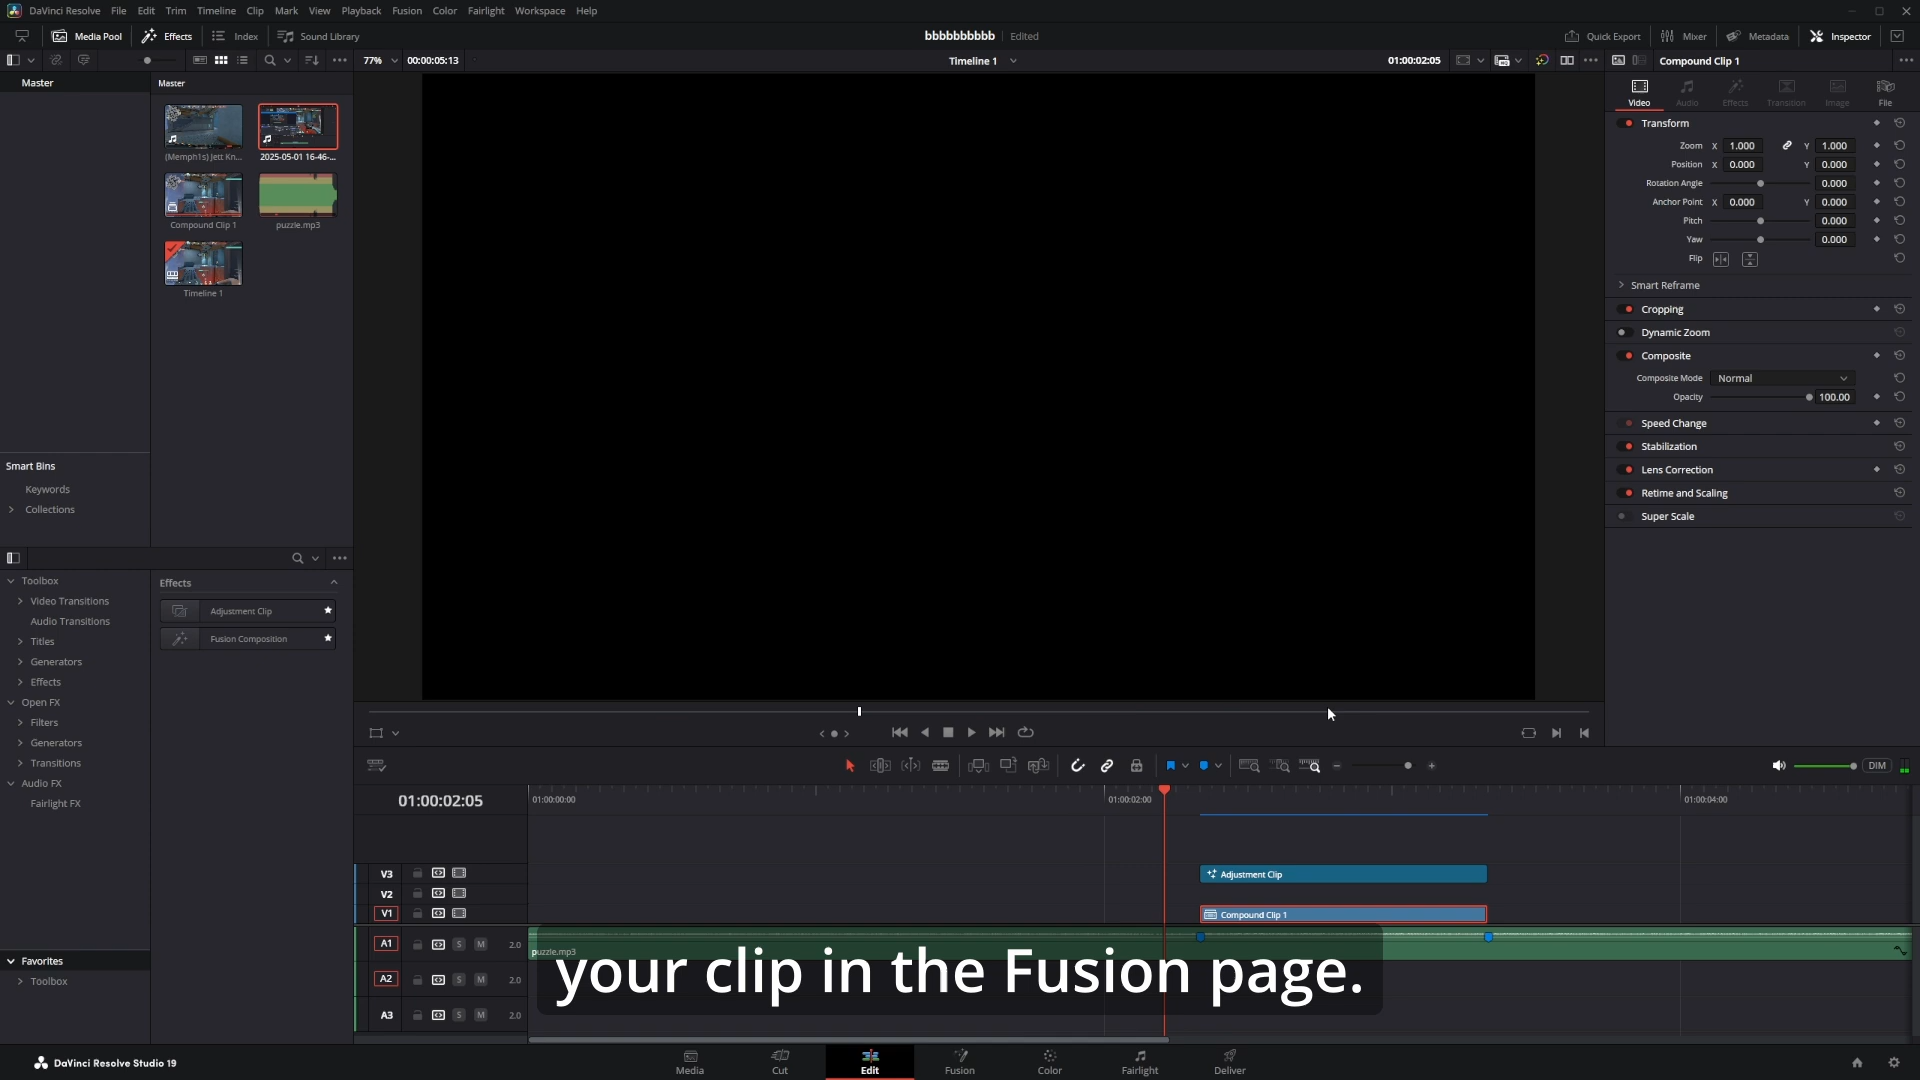 DaVinci Resolve File Edit Trim Timeline Clip Mark View Playback Fusion Color Fairlight Workspace Help
Media Pool Effects Index Sound Library bbbbbbbbbb Edited Quick Export Mixer Metadata Inspector
77% 00:00:05:13 Timeline 1 01:00:02:05 Compound Clip 1
Master Master
Video Audio Effects Transition Image File
(Memph1s) Jett Kn... 2025-05-01 16-46-...
Compound Clip 1 puzzle.mp3
Timeline 1
Transform
Zoom X 1.000 Y 1.000
Position X 0.000 Y 0.000
Rotation Angle 0.000
Anchor Point X 0.000 Y 0.000
Pitch 0.000
Yaw 0.000
Flip
Smart Reframe
Cropping
Dynamic Zoom
Composite
Composite Mode Normal
Opacity 100.00
Speed Change
Stabilization
Lens Correction
Retime and Scaling
Super Scale
Smart Bins
Keywords
Collections
Toolbox
Video Transitions
Audio Transitions
Titles
Generators
Effects
Open FX
Filters
Generators
Transitions
Audio FX
Fairlight FX
Favorites
Toolbox
Effects
Adjustment Clip
Fusion Composition
DIM
01:00:02:05 01:00:00:00 01:00:02:00 01:00:04:00
V3 Adjustment Clip
V2
V1 Compound Clip 1
A1 S M 2.0 puzzle.mp3
A2 S M 2.0
A3 S M 2.0
your clip in the Fusion page.
DaVinci Resolve Studio 19 Media Cut Edit Fusion Color Fairlight Deliver